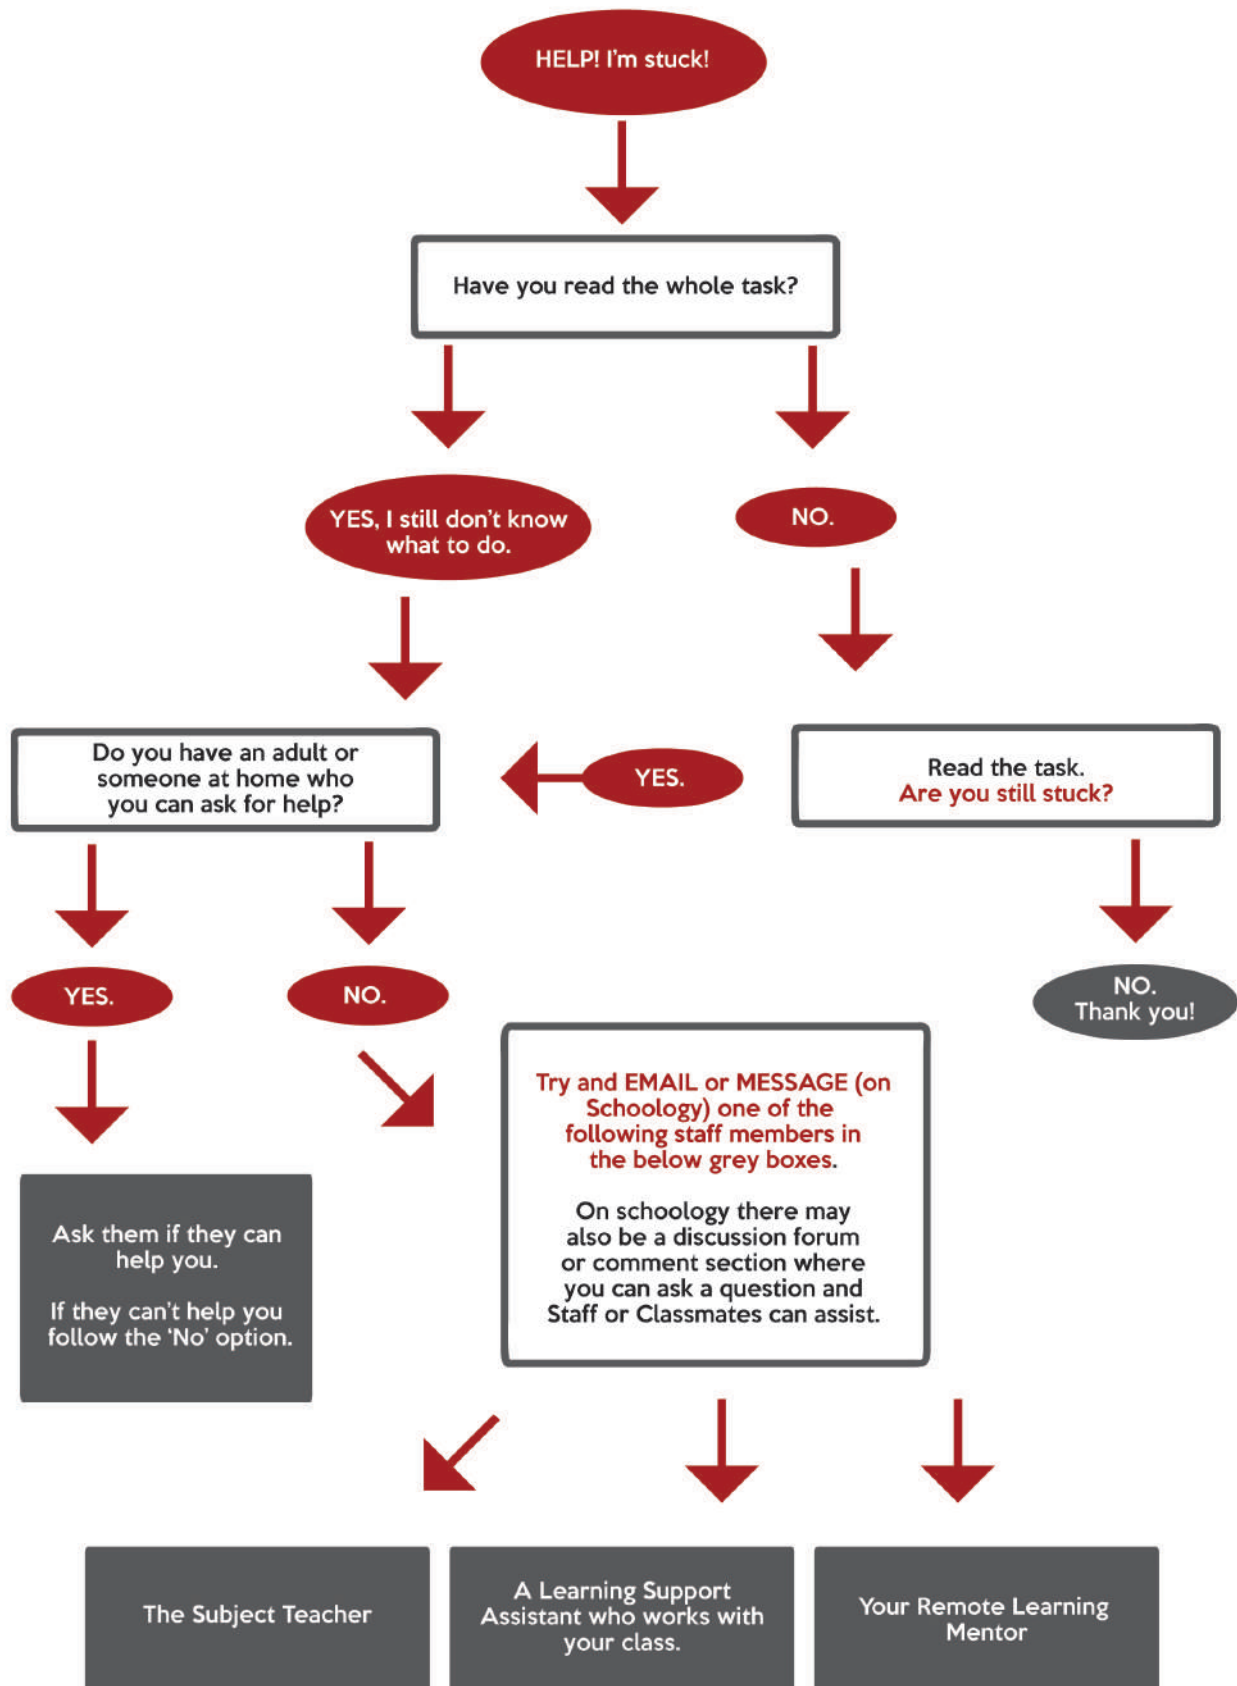 HELP! I'm stuck!
Have you read the whole task?
YES, I still don't know
what to do.
NO.
Do you have an adult or
someone at home who
you can ask for help?
YES.
Read the task.
Are you still stuck?
YES.
NO.
NO.
Thank you!
Try and EMAIL or MESSAGE (on
Schoology) one of the
following staff members in
the below grey boxes.
On schoology there may
also be a discussion forum
or comment section where
you can ask a question and
Staff or Classmates can assist.
Ask them if they can
help you.
If they can't help you
follow the 'No' option.
The Subject Teacher
A Learning Support
Assistant who works with
your class.
Your Remote Learning
Mentor